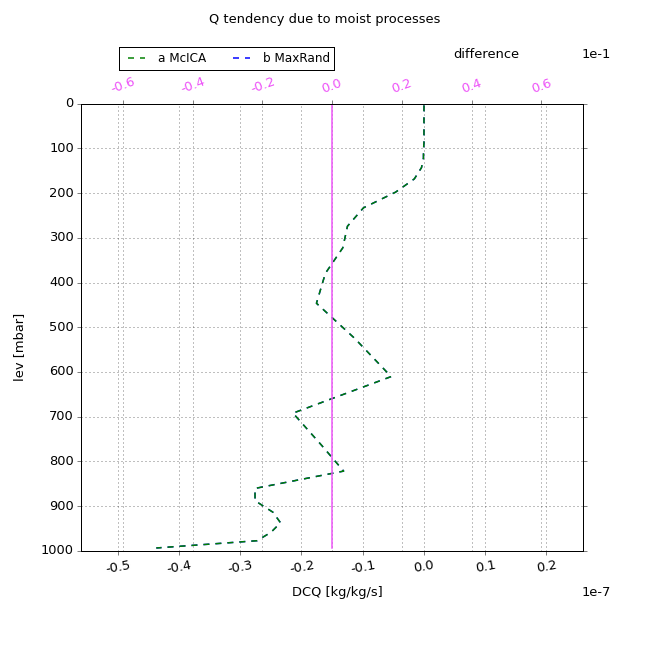 Q tendency due to moist processes
a McICA b MaxRand difference 1e-1
-0.6 -0.4 -0.2 0.0 0.2 0.4 0.6
0
100
200
300
400
500
600
700
800
900
1000
lev [mbar]
-0.5 -0.4 -0.3 -0.2 -0.1 0.0 0.1 0.2
DCQ [kg/kg/s] 1e-7